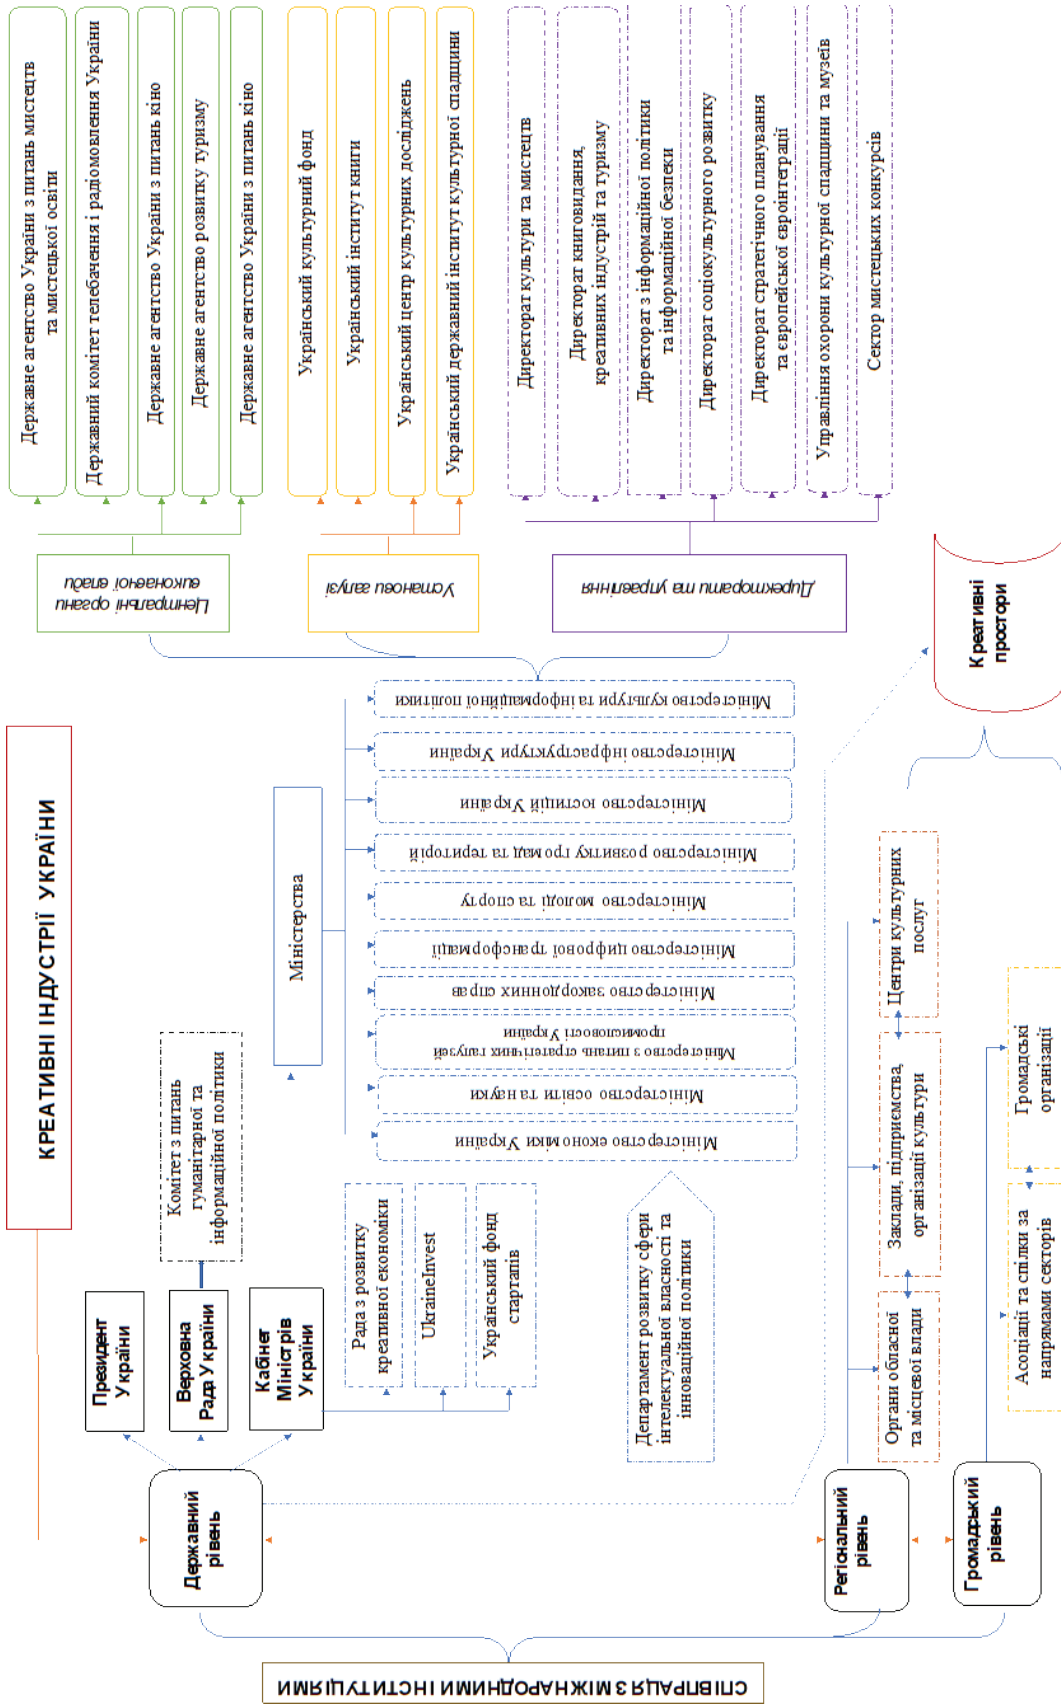 КРЕАТИВНІ ІНДУСТРІЇ УКРАЇНИ
СПІВПРАЦЯ З МІЖНАРОДНИМИ ІНСТИТУЦІЯМИ
Державний
рівень
Президент
України
Верховна
Рада України
Кабінет
Міністрів
України
Комітет з питань
гуманітарної та
інформаційної політики
Рада з розвитку
креативної економіки
UkraineInvest
Український фонд
стартапів
Міністерства
Міністерство економіки України
Міністерство освіти та науки
Міністерство з питань стратегічних галузей
промисловості України
Міністерство закордонних справ
Міністерство цифрової трансформації
Міністерство молоді та спорту
Міністерство розвитку громад та територій
Міністерство юстицій України
Міністерство інфраструктури України
Міністерство культури та інформаційної політики
Департамент розвитку сфери
інтелектуальної власності та
інноваційної політики
Центральні органи
виконавчої влади
Державне агентство України з питань мистецтв
та мистецької освіти
Державний комітет телебачення і радіомовлення України
Державне агентство України з питань кіно
Державне агентство розвитку туризму
Державне агентство України з питань кіно
Установи галузі
Український культурний фонд
Український інститут книги
Український центр культурних досліджень
Український державний інститут культурної спадщини
Директорати та управління
Директорат культури та мистецтв
Директорат книговидання,
креативних індустрій та туризму
Директорат з інформаційної політики
та інформаційної безпеки
Директорат соціокультурного розвитку
Директорат стратегічного планування
та європейської євроінтеграції
Управління охорони культурної спадщини та музеїв
Сектор мистецьких конкурсів
Регіональний
рівень
Органи обласної
та місцевої влади
Заклади, підприємства,
організації культури
Центри культурних
послуг
Громадський
рівень
Асоціації та спілки за
напрямами секторів
Громадські
організації
Креативні
простори